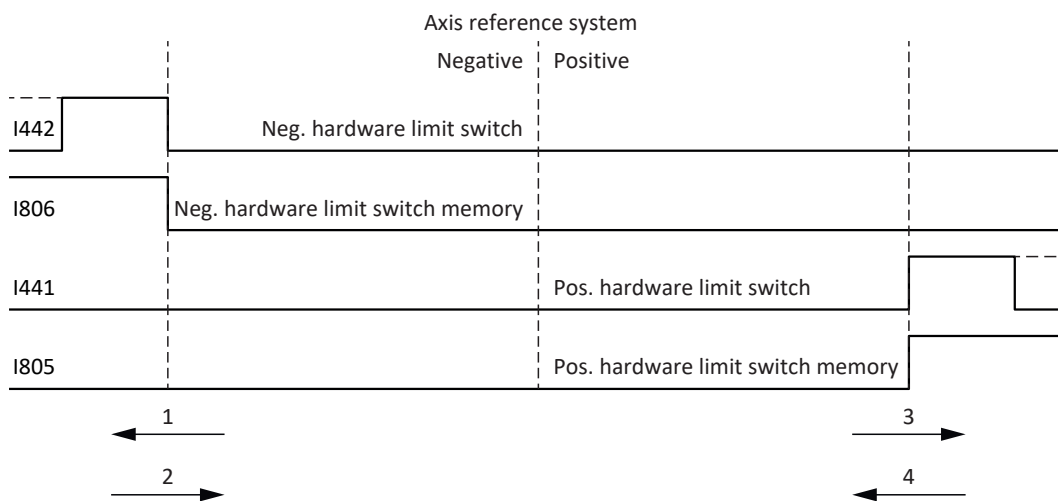 Axis reference system
Negative Positive
I442 Neg. hardware limit switch
I806 Neg. hardware limit switch memory
I441 Pos. hardware limit switch
I805 Pos. hardware limit switch memory
1 3
2 4